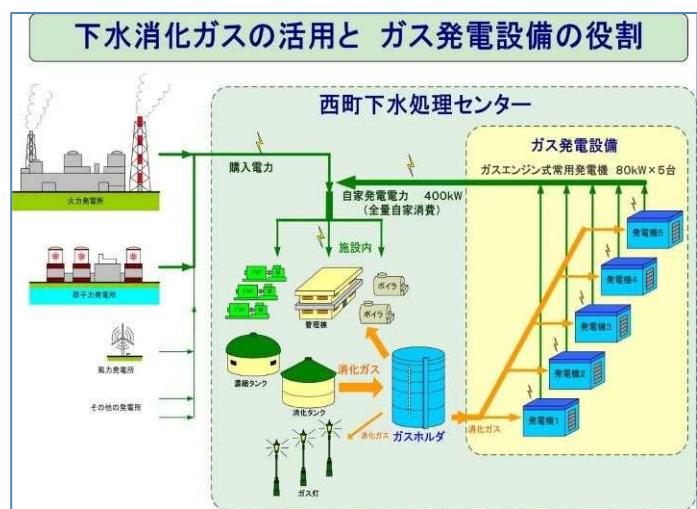 下水消化ガスの活用と ガス発電設備の役割
西町下水処理センター
ガス発電設備
ガスエンジン式常用発電機 80kW×5台
購入電力
自家発電電力 400kW
(全量自家消費)
火力発電所
原子力発電所
風力発電所
その他の発電所
施設内
管理棟
ボイラ
ボイラ
濃縮タンク
消化タンク
消化ガス
ガスホルダ
消化ガス
消化ガス
ガス灯
発電機5
発電機4
発電機3
発電機2
発電機1